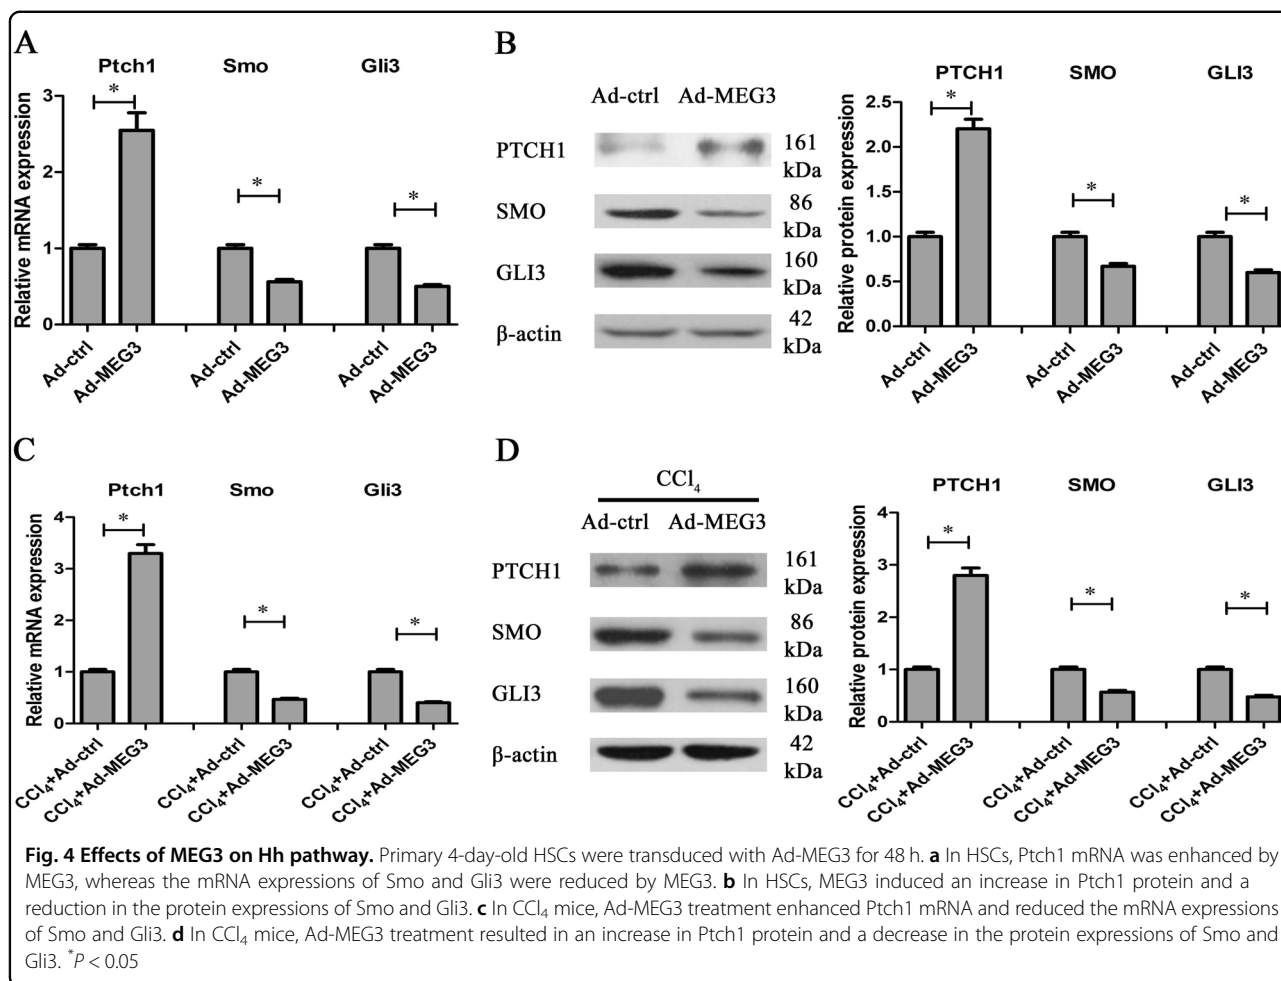 A
Ptch1 Smo Gli3
Relative mRNA expression
3
2
1
0
*
*
*
Ad-ctrl
Ad-MEG3
Ad-ctrl
Ad-MEG3
Ad-ctrl
Ad-MEG3
B
Ad-ctrl Ad-MEG3
PTCH1 161 kDa
SMO 86 kDa
GLI3 160 kDa
β-actin 42 kDa
PTCH1 SMO GLI3
Relative protein expression
2.5
2.0
1.5
1.0
0.5
0.0
*
*
*
Ad-ctrl
Ad-MEG3
Ad-ctrl
Ad-MEG3
Ad-ctrl
Ad-MEG3
C
Ptch1 Smo Gli3
Relative mRNA expression
4
3
2
1
0
*
*
*
CCl4+Ad-ctrl
CCl4+Ad-MEG3
CCl4+Ad-ctrl
CCl4+Ad-MEG3
CCl4+Ad-ctrl
CCl4+Ad-MEG3
D
CCl4
Ad-ctrl Ad-MEG3
PTCH1 161 kDa
SMO 86 kDa
GLI3 160 kDa
β-actin 42 kDa
PTCH1 SMO GLI3
Relative protein expression
4
3
2
1
0
*
*
*
CCl4+Ad-ctrl
CCl4+Ad-MEG3
CCl4+Ad-ctrl
CCl4+Ad-MEG3
CCl4+Ad-ctrl
CCl4+Ad-MEG3
Fig. 4 Effects of MEG3 on Hh pathway. Primary 4-day-old HSCs were transduced with Ad-MEG3 for 48 h. a In HSCs, Ptch1 mRNA was enhanced by
MEG3, whereas the mRNA expressions of Smo and Gli3 were reduced by MEG3. b In HSCs, MEG3 induced an increase in Ptch1 protein and a
reduction in the protein expressions of Smo and Gli3. c In CCl4 mice, Ad-MEG3 treatment enhanced Ptch1 mRNA and reduced the mRNA expressions
of Smo and Gli3. d In CCl4 mice, Ad-MEG3 treatment resulted in an increase in Ptch1 protein and a decrease in the protein expressions of Smo and
Gli3. *P < 0.05